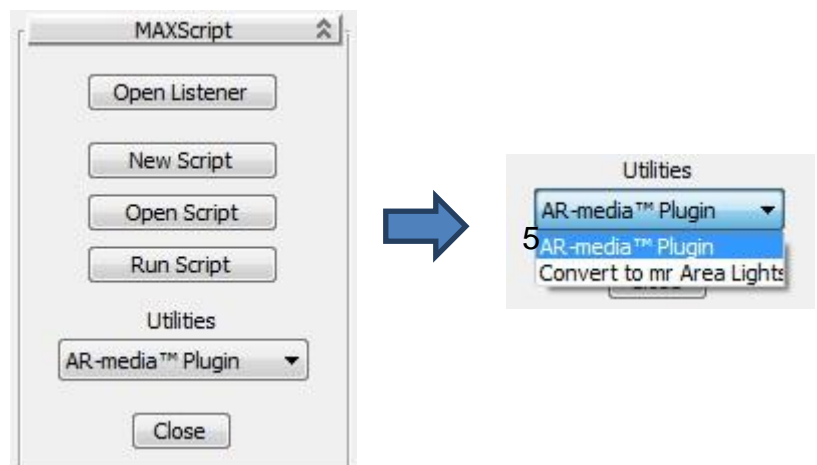 MAXScript
Open Listener
New Script
Open Script
Run Script
Utilities
AR-media™ Plugin
Close
Utilities
AR-media™ Plugin
5
AR-media™ Plugin
Convert to mr Area Lights